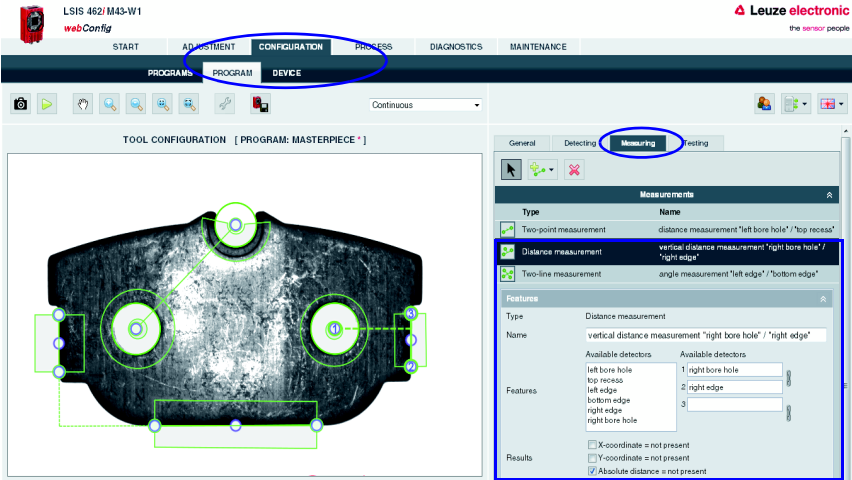 LSIS 462i M43-W1
webConfig
Leuze electronic
the sensor people
START ADJUSTMENT CONFIGURATION PROCESS DIAGNOSTICS MAINTENANCE
PROGRAMS PROGRAM DEVICE
Continuous
TOOL CONFIGURATION [ PROGRAM: MASTERPIECE * ]
General Detecting Measuring Testing
Measurements
Type Name
Two-point measurement distance measurement "left bore hole" / "top recess"
Distance measurement vertical distance measurement "right bore hole" /
"right edge"
Two-line measurement angle measurement "left edge" / "bottom edge"
Features
Type Distance measurement
Name vertical distance measurement "right bore hole" / "right edge"
Available detectors Available detectors
left bore hole 1 right bore hole
top recess
left edge 2 right edge
bottom edge
Features 3
right edge
right bore hole
X-coordinate = not present
Results Y-coordinate = not present
Absolute distance = not present
1
3
2